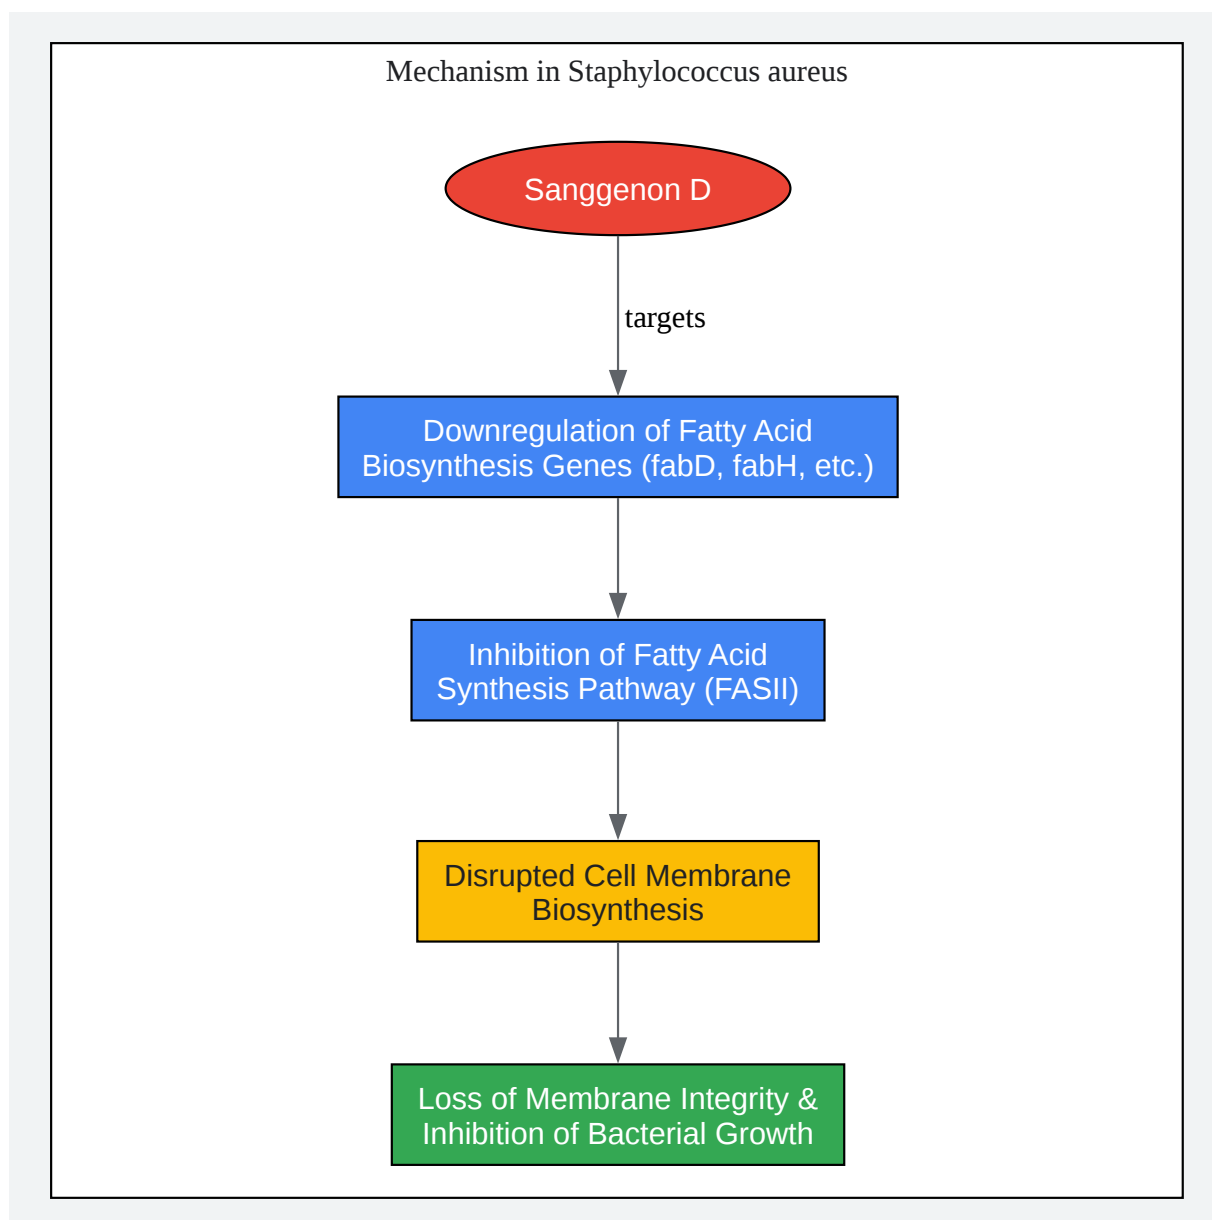 Mechanism in Staphylococcus aureus
Sanggenon D
targets
Downregulation of Fatty Acid
Biosynthesis Genes (fabD, fabH, etc.)
Inhibition of Fatty Acid
Synthesis Pathway (FASII)
Disrupted Cell Membrane
Biosynthesis
Loss of Membrane Integrity &
Inhibition of Bacterial Growth